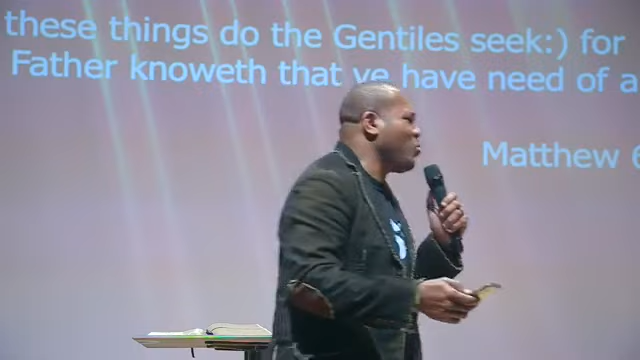 these things do the Gentiles seek:) for
Father knoweth that ye have need of a
Matthew 6